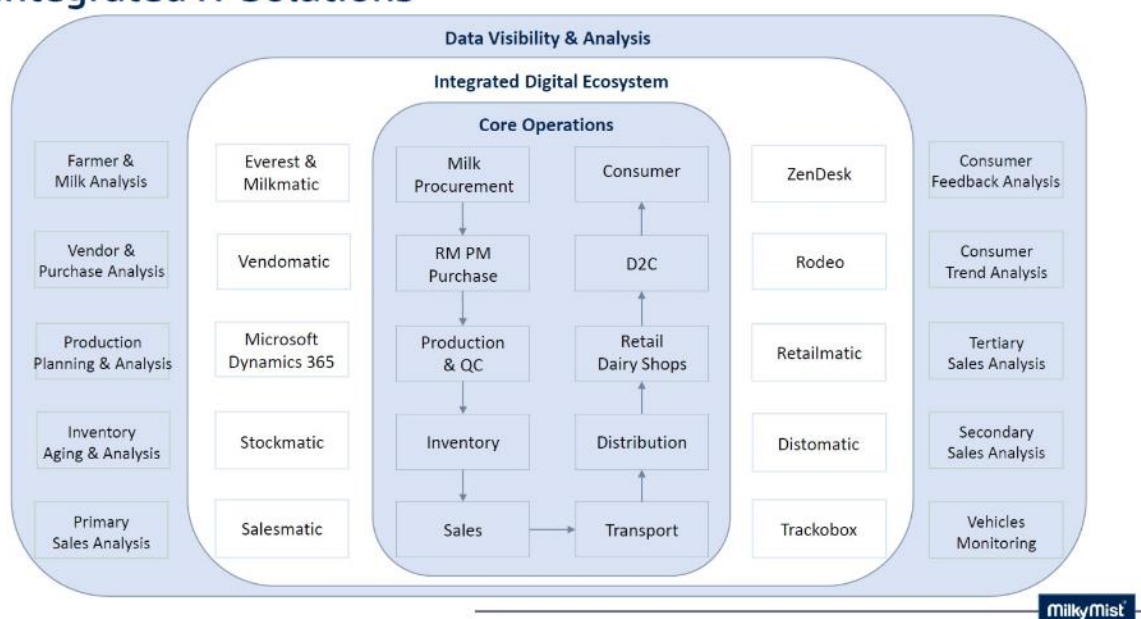 Data Visibility & Analysis
Integrated Digital Ecosystem
Core Operations
Farmer &
Milk Analysis
Everest &
Milkmatic
Milk
Procurement
Consumer
ZenDesk
Consumer
Feedback Analysis
Vendor &
Purchase Analysis
Vendomatic
RM PM
Purchase
D2C
Rodeo
Consumer
Trend Analysis
Production
Planning & Analysis
Microsoft
Dynamics 365
Production
& QC
Retail
Dairy Shops
Retailmatic
Tertiary
Sales Analysis
Inventory
Aging & Analysis
Stockmatic
Inventory
Distribution
Distomatic
Secondary
Sales Analysis
Primary
Sales Analysis
Salesmatic
Sales
Transport
Trackobox
Vehicles
Monitoring
MilkyMist